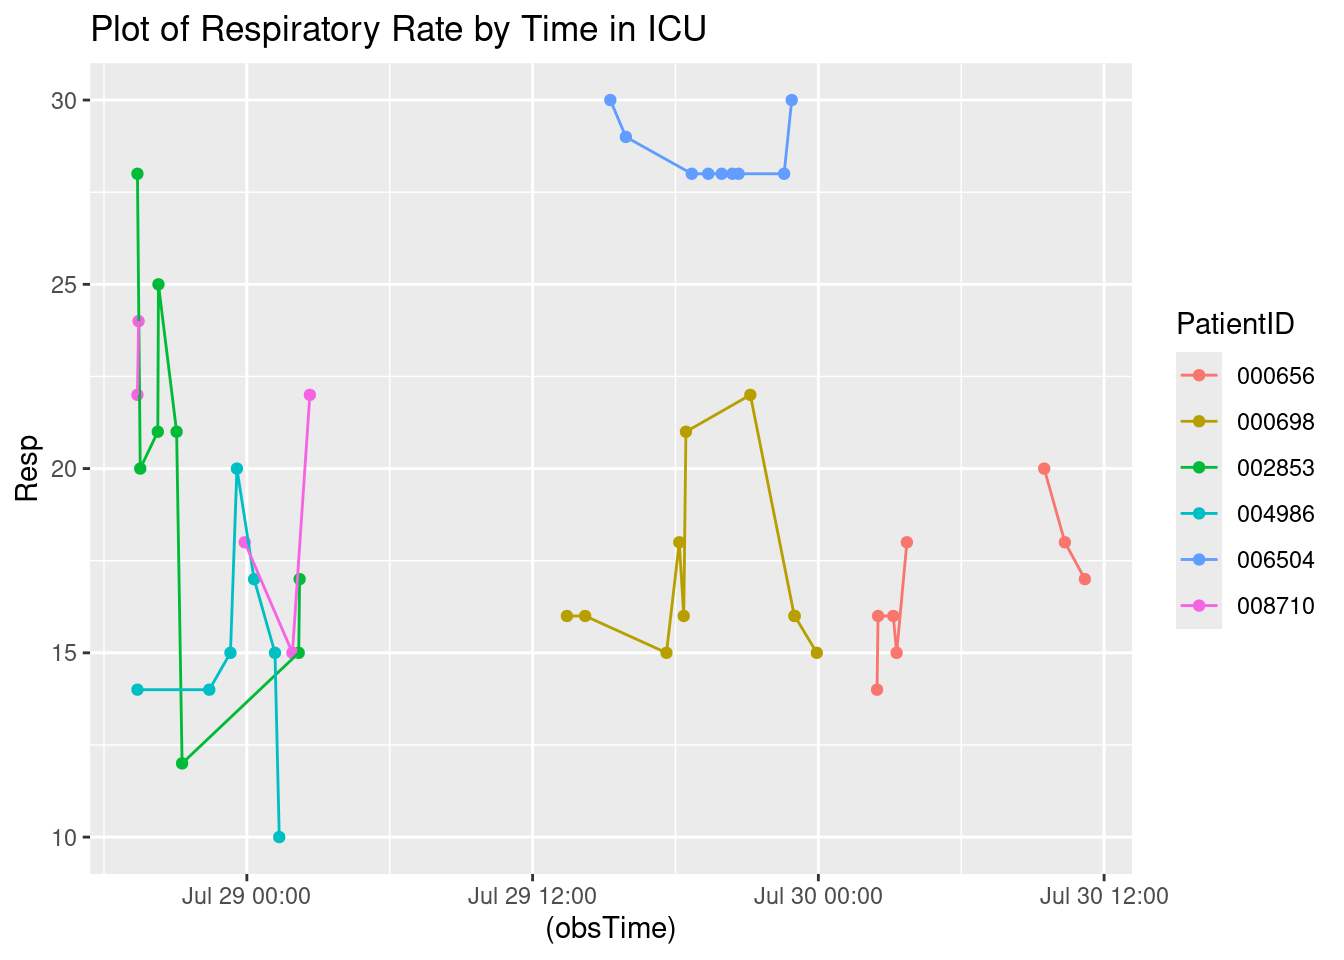 Plot of Respiratory Rate by Time in ICU
30
25
20
15
10
Resp
Jul 29 00:00
Jul 29 12:00
Jul 30 00:00
Jul 30 12:00
(obsTime)
PatientID
000656
000698
002853
004986
006504
008710